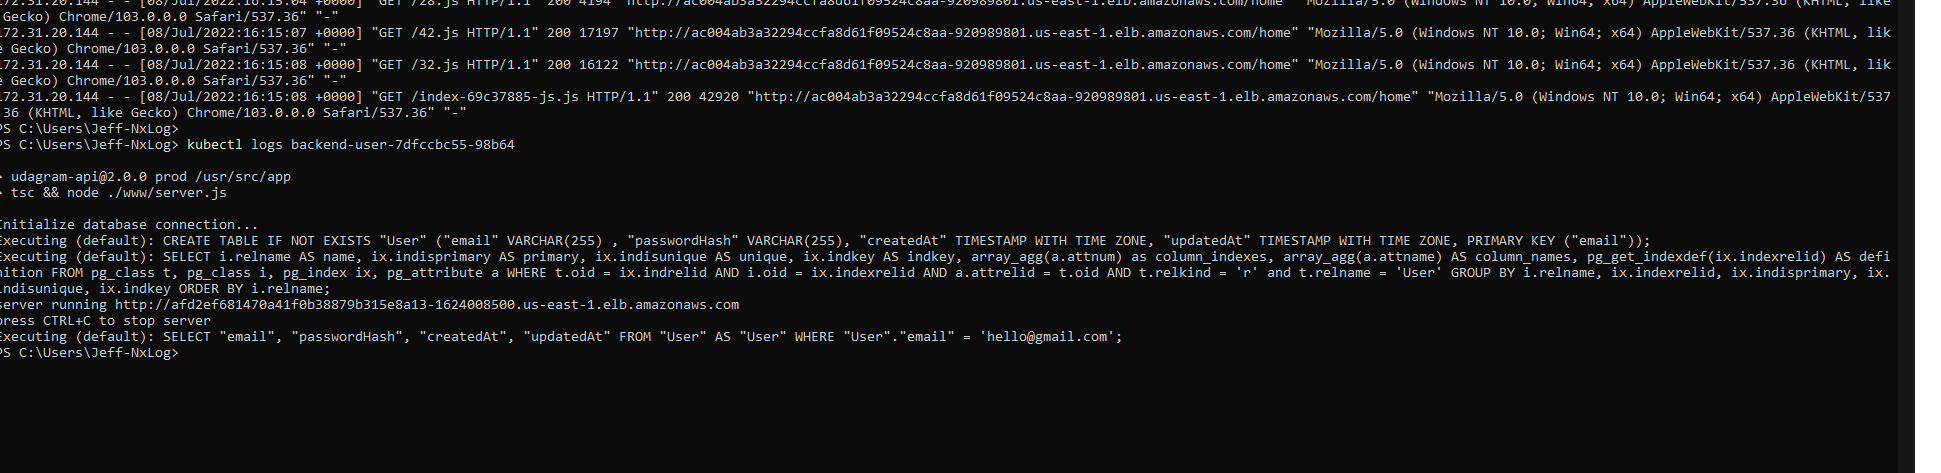 172.31.20.144 - - [08/Jul/2022:16:15:04 +0000] "GET /28.js HTTP/1.1" 200 4194 "http://ac004ab3a32294ccfa8d61f09524c8aa-920989801.us-east-1.elb.amazonaws.com/home" "Mozilla/5.0 (Windows NT 10.0; Win64; x64) AppleWebKit/537.36 (KHTML, like
Gecko) Chrome/103.0.0.0 Safari/537.36" "-"
172.31.20.144 - - [08/Jul/2022:16:15:07 +0000] "GET /42.js HTTP/1.1" 200 17197 "http://ac004ab3a32294ccfa8d61f09524c8aa-920989801.us-east-1.elb.amazonaws.com/home" "Mozilla/5.0 (Windows NT 10.0; Win64; x64) AppleWebKit/537.36 (KHTML, lik
e Gecko) Chrome/103.0.0.0 Safari/537.36" "-"
172.31.20.144 - - [08/Jul/2022:16:15:08 +0000] "GET /32.js HTTP/1.1" 200 16122 "http://ac004ab3a32294ccfa8d61f09524c8aa-920989801.us-east-1.elb.amazonaws.com/home" "Mozilla/5.0 (Windows NT 10.0; Win64; x64) AppleWebKit/537.36 (KHTML, lik
e Gecko) Chrome/103.0.0.0 Safari/537.36" "-"
172.31.20.144 - - [08/Jul/2022:16:15:08 +0000] "GET /index-69c37885-js.js HTTP/1.1" 200 42920 "http://ac004ab3a32294ccfa8d61f09524c8aa-920989801.us-east-1.elb.amazonaws.com/home" "Mozilla/5.0 (Windows NT 10.0; Win64; x64) AppleWebKit/537
.36 (KHTML, like Gecko) Chrome/103.0.0.0 Safari/537.36" "-"
PS C:\Users\Jeff-NxLog>
PS C:\Users\Jeff-NxLog> kubectl logs backend-user-7dfccbc55-98b64
> udagram-api@2.0.0 prod /usr/src/app
> tsc && node ./www/server.js
Initialize database connection...
Executing (default): CREATE TABLE IF NOT EXISTS "User" ("email" VARCHAR(255) , "passwordHash" VARCHAR(255), "createdAt" TIMESTAMP WITH TIME ZONE, "updatedAt" TIMESTAMP WITH TIME ZONE, PRIMARY KEY ("email"));
Executing (default): SELECT i.relname AS name, ix.indisprimary AS primary, ix.indisunique AS unique, ix.indkey AS indkey, array_agg(a.attnum) as column_indexes, array_agg(a.attname) AS column_names, pg_get_indexdef(ix.indexrelid) AS defi
nition FROM pg_class t, pg_class i, pg_index ix, pg_attribute a WHERE t.oid = ix.indrelid AND i.oid = ix.indexrelid AND a.attrelid = t.oid AND t.relkind = 'r' and t.relname = 'User' GROUP BY i.relname, ix.indexrelid, ix.indisprimary, ix.
indisunique, ix.indkey ORDER BY i.relname;
server running http://afd2ef681470a41f0b38879b315e8a13-1624008500.us-east-1.elb.amazonaws.com
press CTRL+C to stop server
Executing (default): SELECT "email", "passwordHash", "createdAt", "updatedAt" FROM "User" AS "User" WHERE "User"."email" = 'hello@gmail.com';
PS C:\Users\Jeff-NxLog>